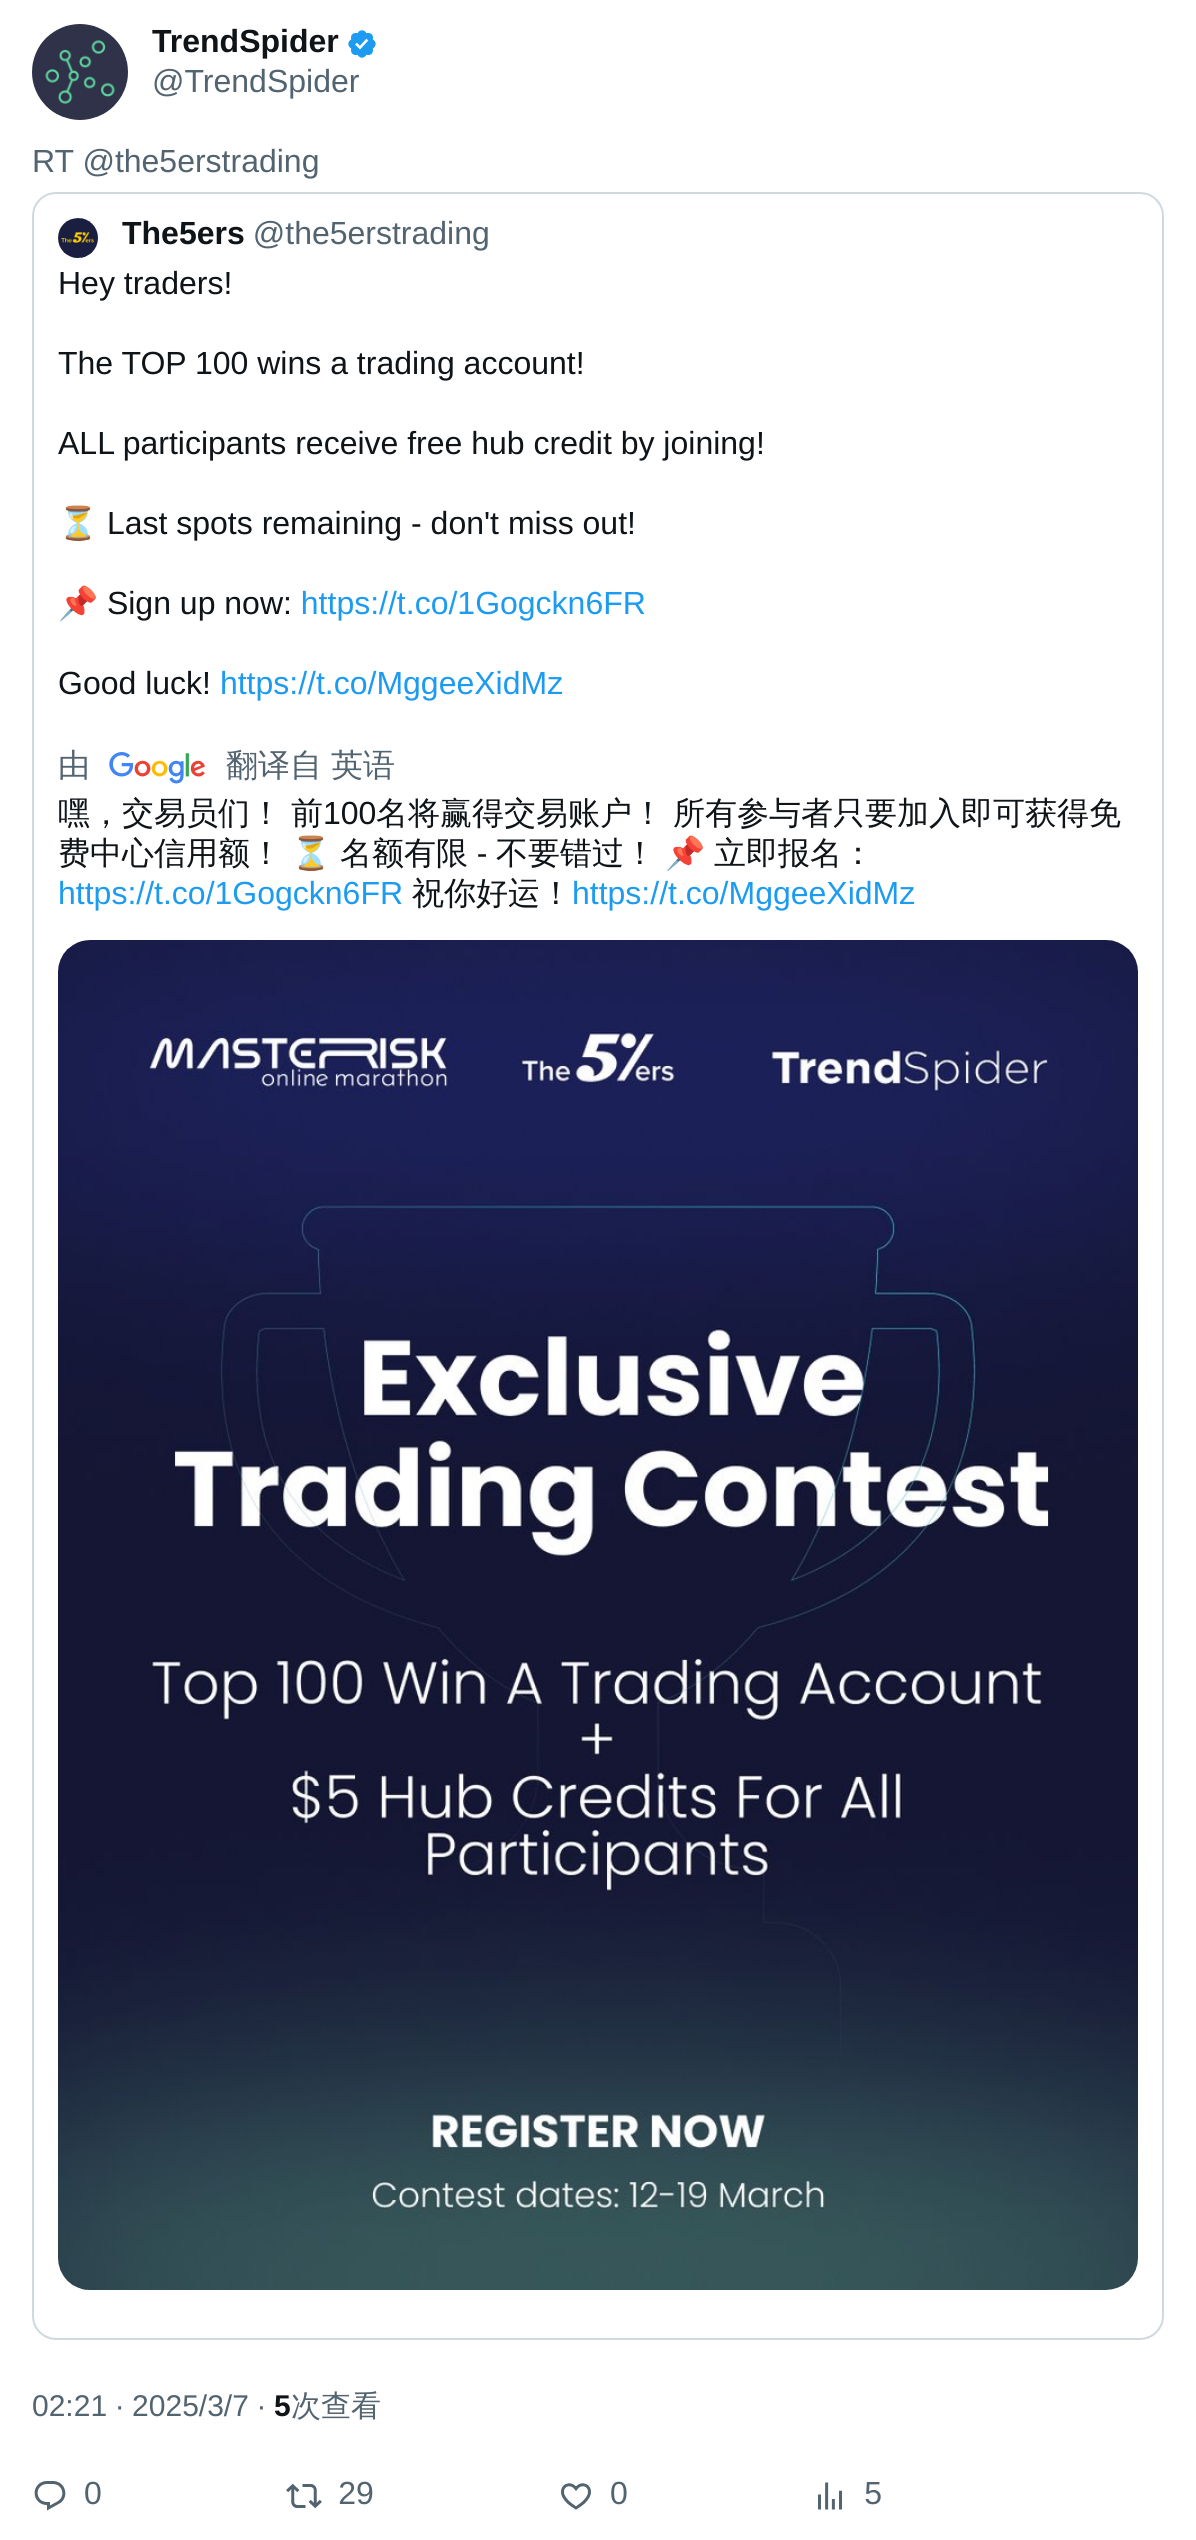 TrendSpider
@TrendSpider
RT @the5erstrading
The5%ers
The5ers @the5erstrading
Hey traders!
The TOP 100 wins a trading account!
ALL participants receive free hub credit by joining!
⏳ Last spots remaining - don't miss out!
📌 Sign up now: https://t.co/1Gogckn6FR
Good luck! https://t.co/MggeeXidMz
由 Google 翻译自 英语
嘿，交易员们！ 前100名将赢得交易账户！ 所有参与者只要加入即可获得免
费中心信用额！ ⏳ 名额有限 - 不要错过！ 📌 立即报名：
https://t.co/1Gogckn6FR 祝你好运！https://t.co/MggeeXidMz
MASTERRISK
online marathon
The 5%ers
TrendSpider
Exclusive
Trading Contest
Top 100 Win A Trading Account
+
$5 Hub Credits For All
Participants
REGISTER NOW
Contest dates: 12-19 March
02:21 · 2025/3/7 · 5次查看
0 29 0 5